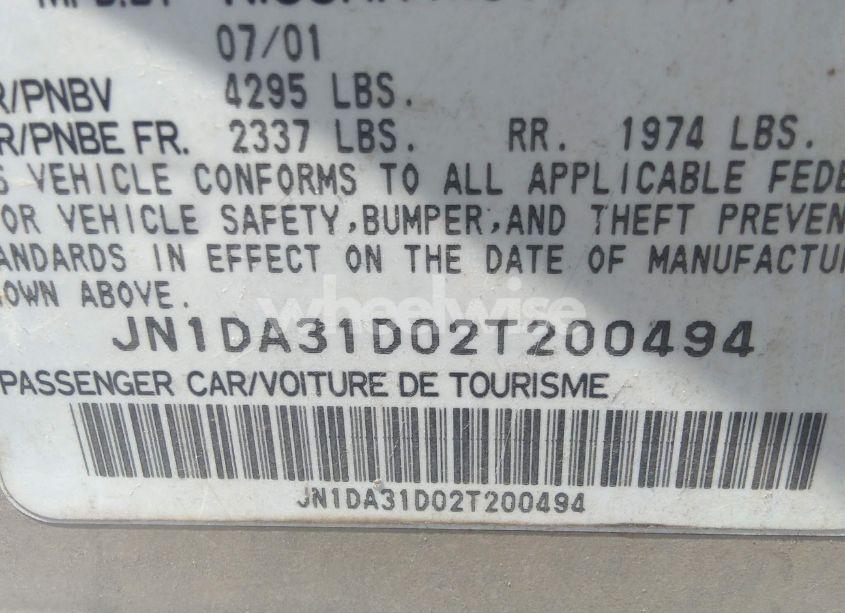 07/01
R/PNBV 4295 LBS.
R/PNBE FR. 2337 LBS. RR. 1974 LBS.
S VEHICLE CONFORMS TO ALL APPLICABLE FEDE
OR VEHICLE SAFETY,BUMPER,AND THEFT PREVEN
ANDARDS IN EFFECT ON THE DATE OF MANUFACTU
OWN ABOVE.
wheelwise
JN1DA31D02T200494
PASSENGER CAR/VOITURE DE TOURISME
JN1DA31D02T200494